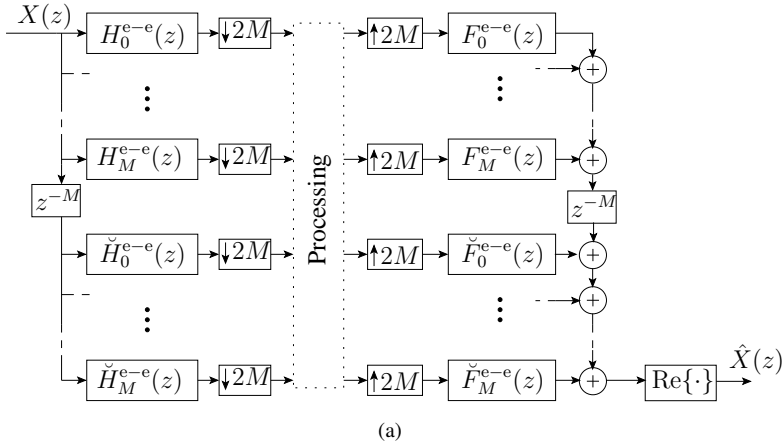 X(z)
H_0^{e-e}(z) ↓2M ↑2M F_0^{e-e}(z)
+
⋮ ⋮
H_M^{e-e}(z) ↓2M ↑2M F_M^{e-e}(z) +
z^{-M} Processing z^{-M}
H̆_0^{e-e}(z) ↓2M ↑2M F̆_0^{e-e}(z) +
+
⋮ ⋮
H̆_M^{e-e}(z) ↓2M ↑2M F̆_M^{e-e}(z) + Re{·} X̂(z)
(a)